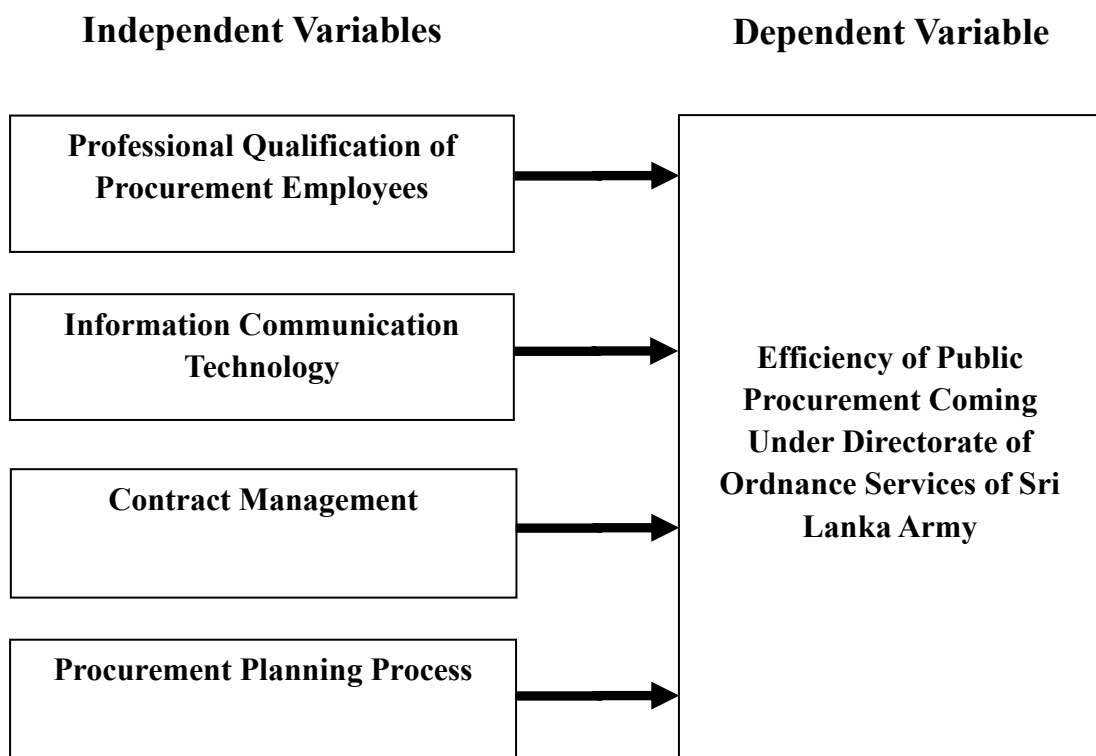 Independent Variables
Dependent Variable
Professional Qualification of
Procurement Employees
Information Communication
Technology
Contract Management
Procurement Planning Process
Efficiency of Public
Procurement Coming
Under Directorate of
Ordnance Services of Sri
Lanka Army